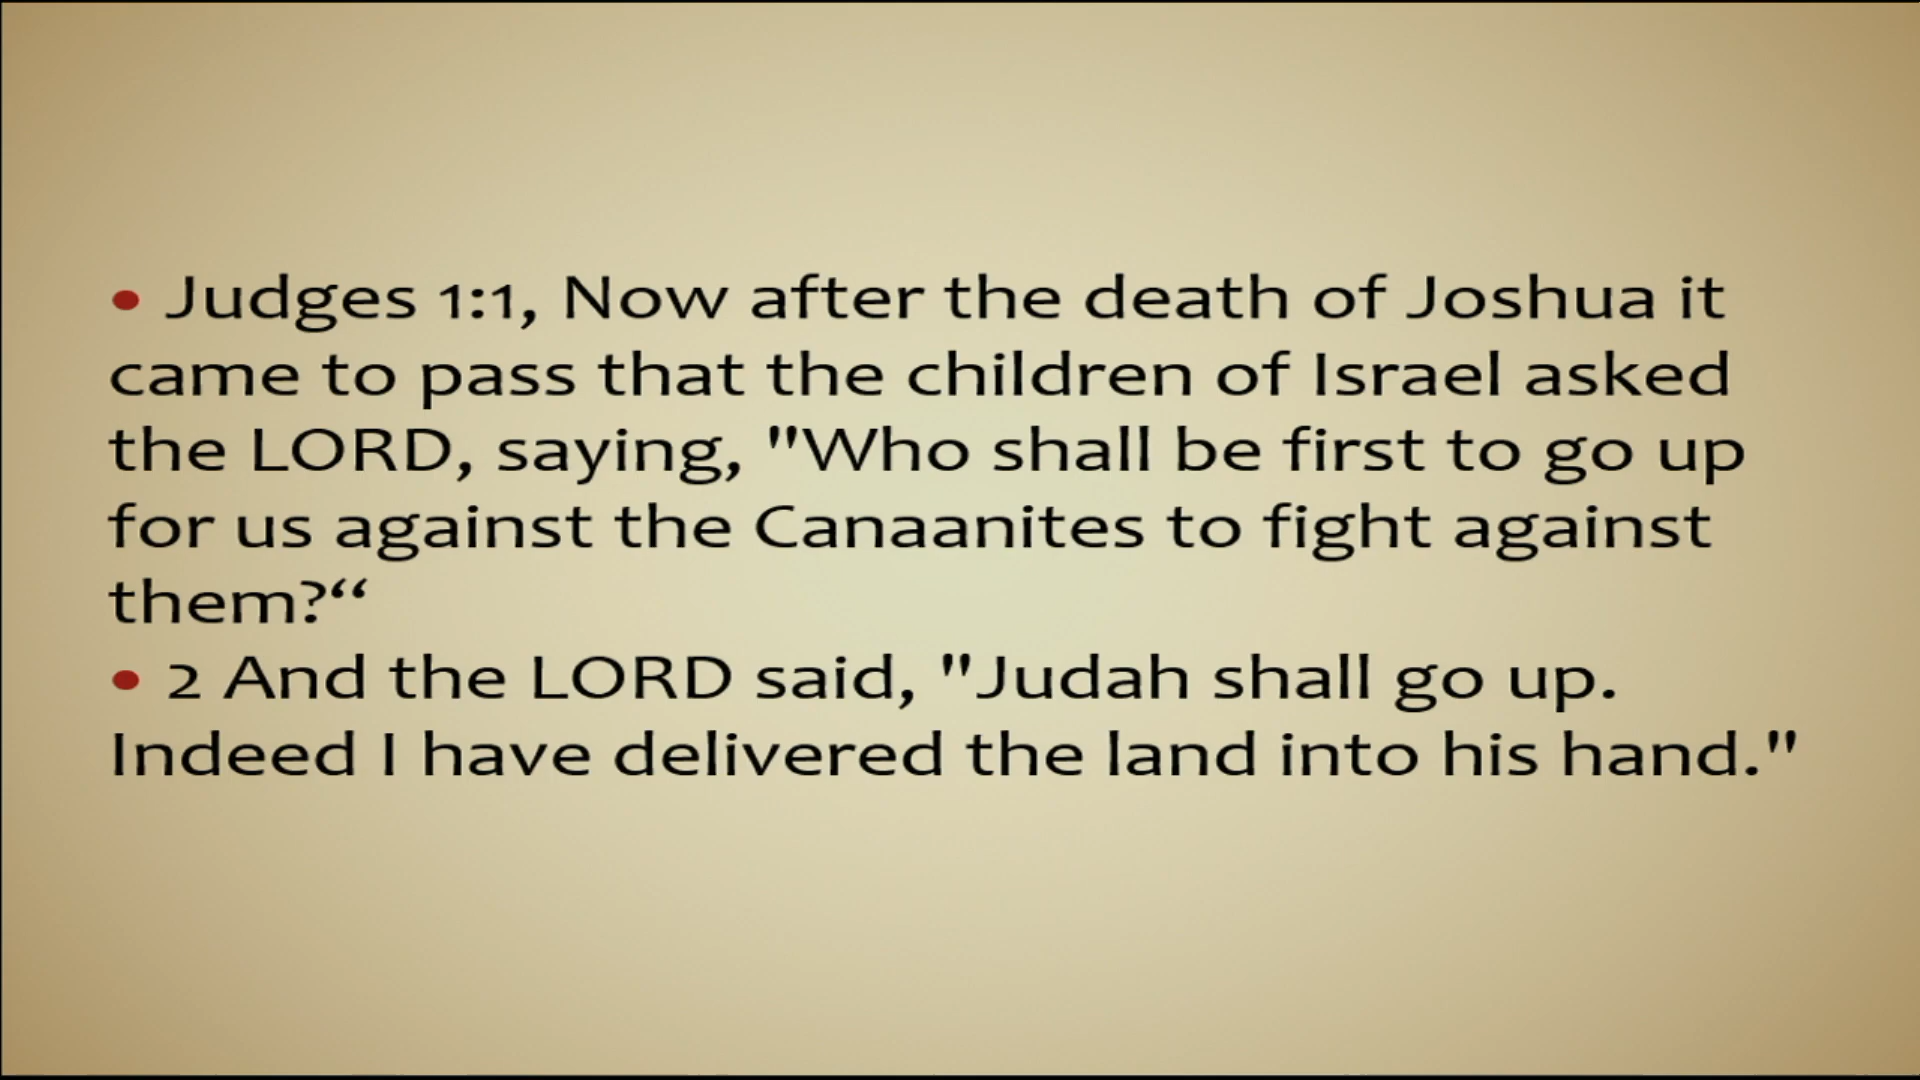 • Judges 1:1, Now after the death of Joshua it
came to pass that the children of Israel asked
the LORD, saying, "Who shall be first to go up
for us against the Canaanites to fight against
them?“
• 2 And the LORD said, "Judah shall go up.
Indeed I have delivered the land into his hand."